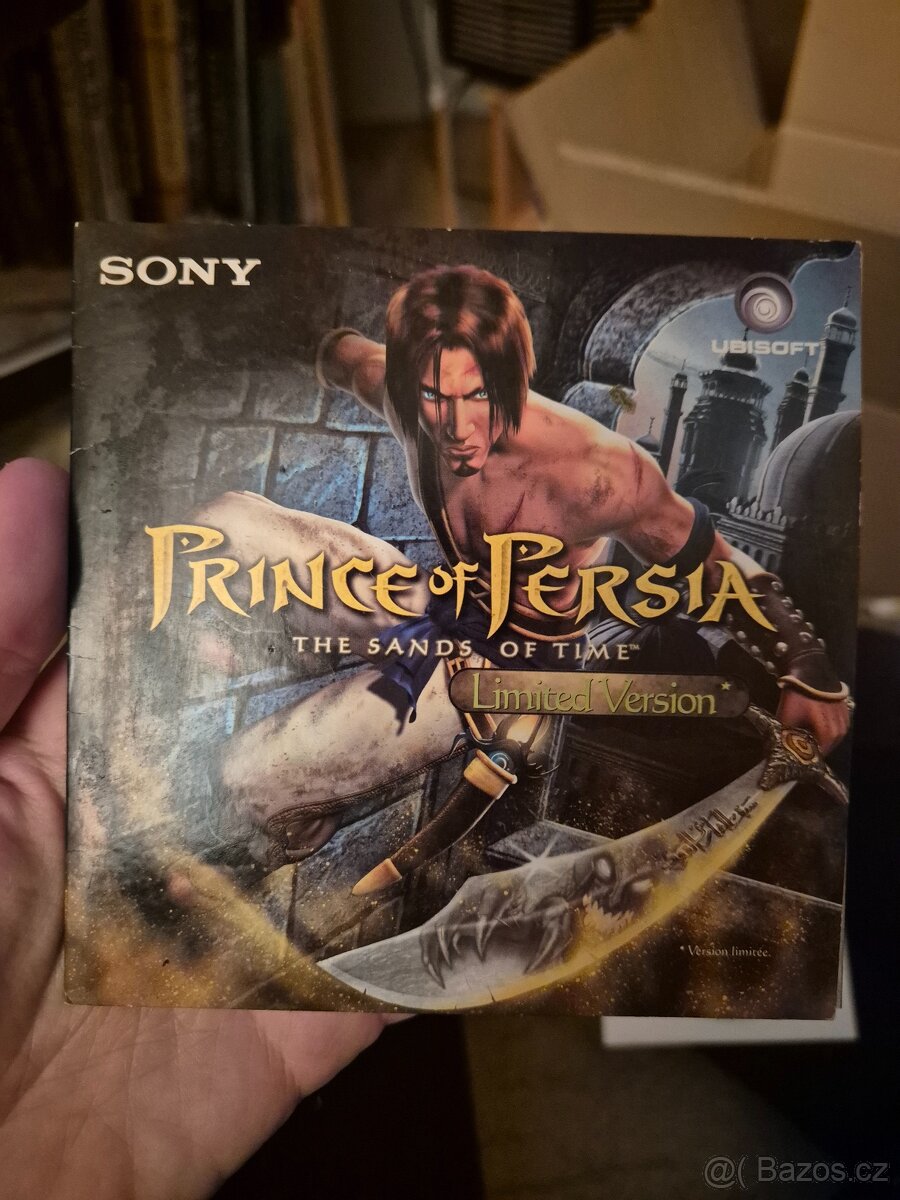 SONY
UBISOFT
PRINCE OF PERSIA
THE SANDS OF TIME™
Limited Version*
*Version limitée.
@( Bazos.cz